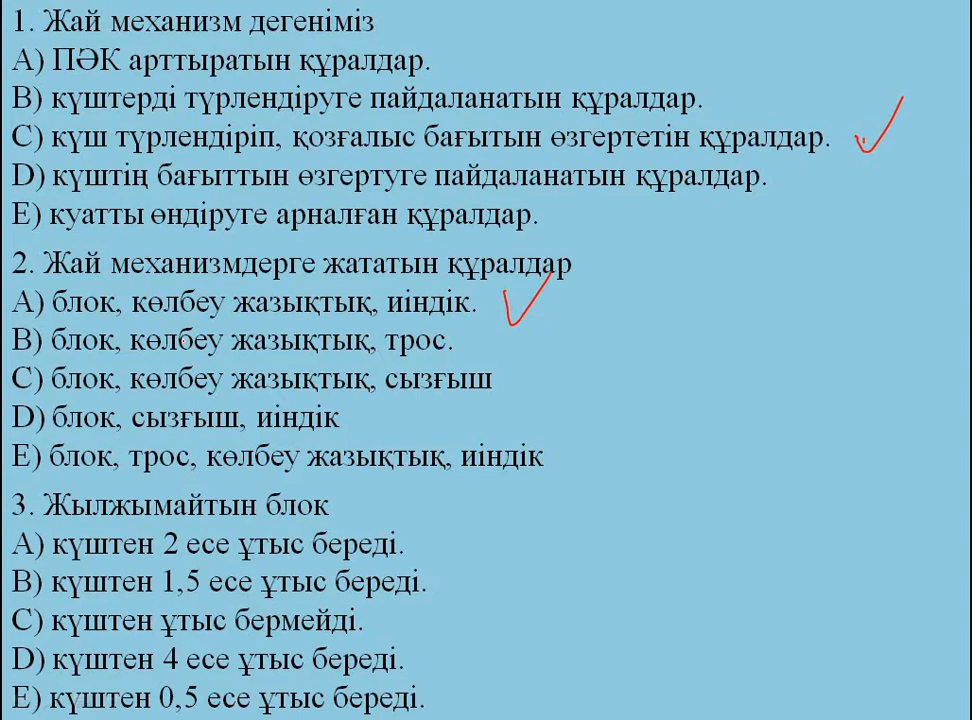 1. Жай механизм дегеніміз
A) ПӘК арттыратын құралдар.
B) күштерді түрлендіруге пайдаланатын құралдар.
C) күш түрлендіріп, қозғалыс бағытын өзгертетін құралдар.
D) күштің бағыттын өзгертуге пайдаланатын құралдар.
E) куатты өндіруге арналған құралдар.
2. Жай механизмдерге жататын құралдар
A) блок, көлбеу жазықтық, иіндік.
B) блок, көлбеу жазықтық, трос.
C) блок, көлбеу жазықтық, сызғыш
D) блок, сызғыш, иіндік
E) блок, трос, көлбеу жазықтық, иіндік
3. Жылжымайтын блок
A) күштен 2 есе ұтыс береді.
B) күштен 1,5 есе ұтыс береді.
C) күштен ұтыс бермейді.
D) күштен 4 есе ұтыс береді.
E) күштен 0,5 есе ұтыс береді.